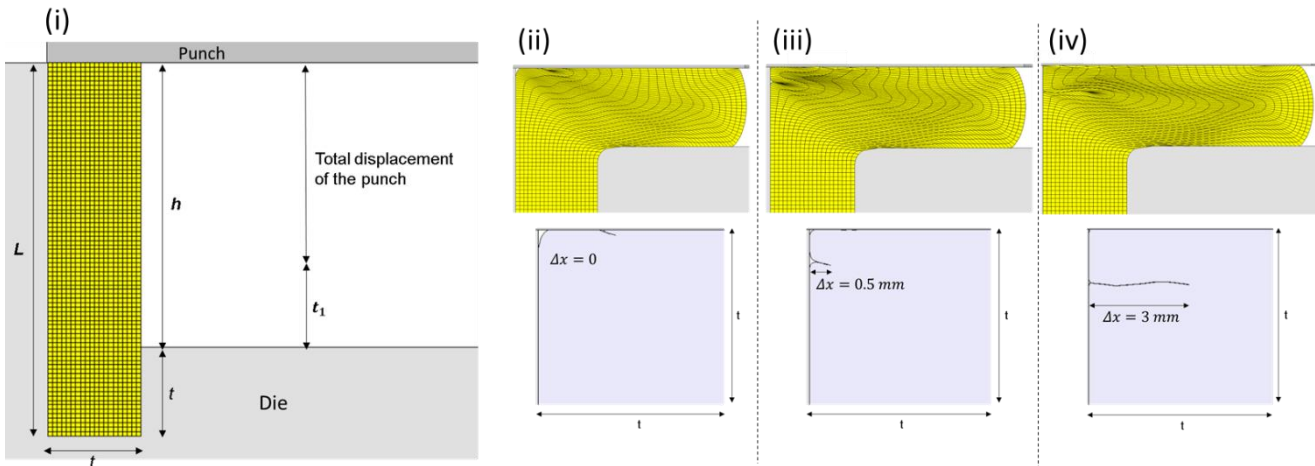 (i)
Punch
L
h
Total displacement
of the punch
t₁
t
Die
t
(ii)
Δx = 0
t
t
(iii)
Δx = 0.5 mm
t
t
(iv)
Δx = 3 mm
t
t